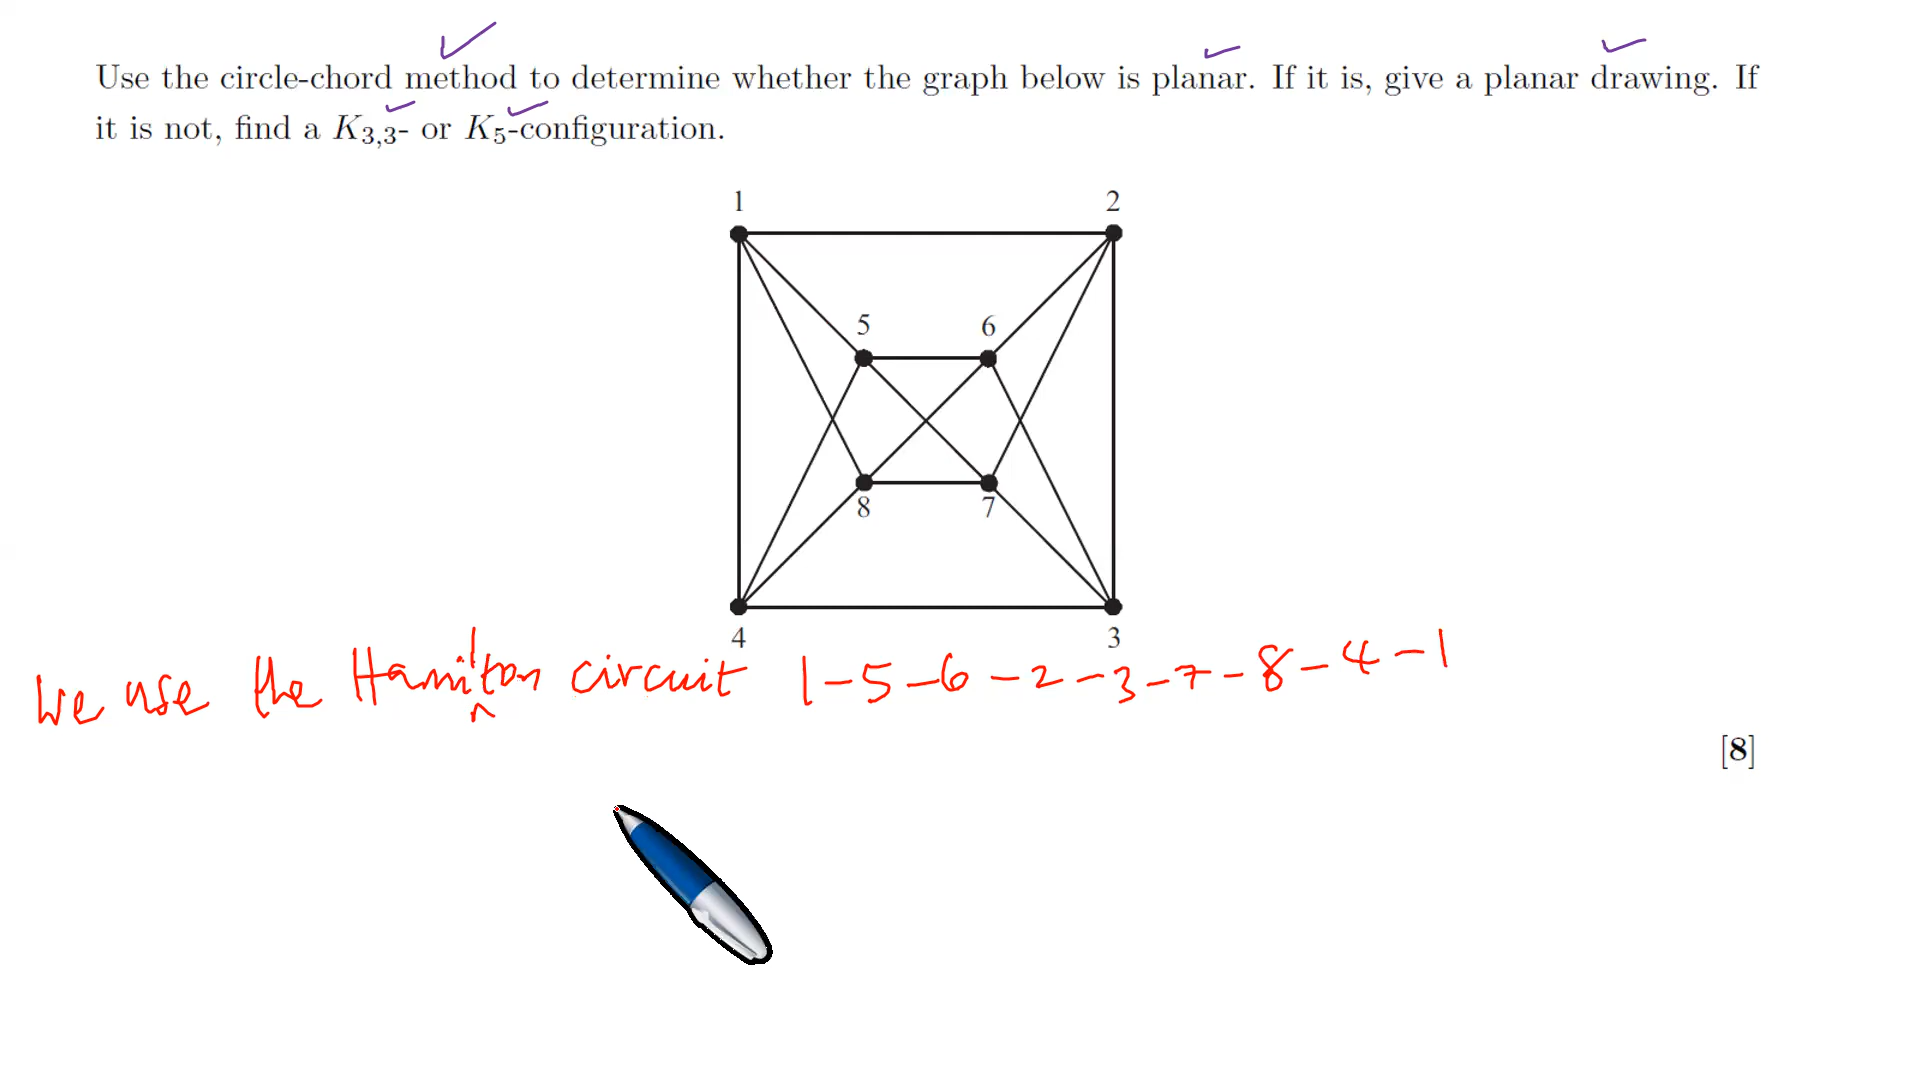 Use the circle-chord method to determine whether the graph below is planar. If it is, give a planar drawing. If
it is not, find a K3,3- or K5-configuration.
1 2
5 6
8 7
4 3
We use the Hamilton circuit 1-5-6-2-3-7-8-4-1
[8]